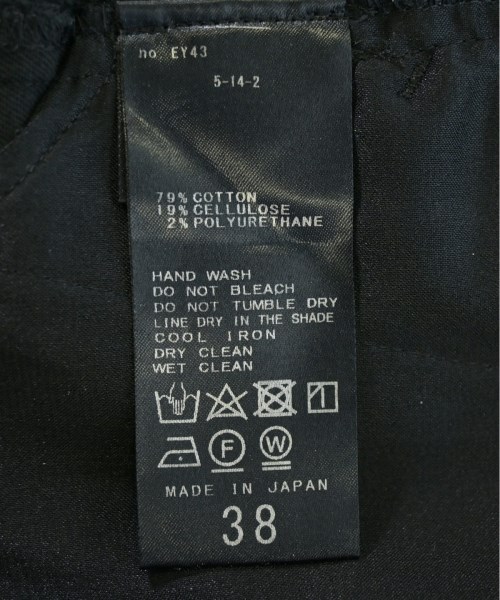 no. EY43
5-14-2
79% COTTON
19% CELLULOSE
2% POLYURETHANE
HAND WASH
DO NOT BLEACH
DO NOT TUMBLE DRY
LINE DRY IN THE SHADE
COOL IRON
DRY CLEAN
WET CLEAN
F W
MADE IN JAPAN
38